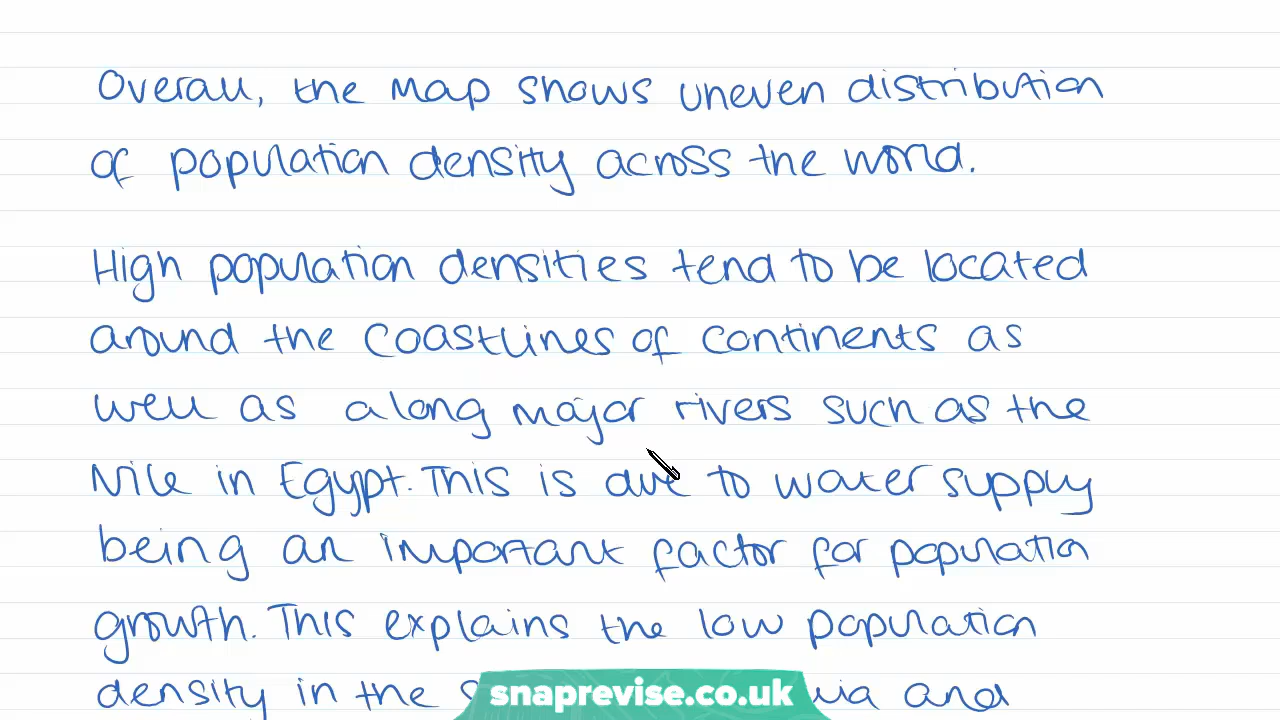 Overall, the map shows uneven distribution
of population density across the world.
High population densities tend to be located
around the coastlines of continents as
well as along major rivers such as the
Nile in Egypt. This is due to water supply
being an important factor for population
growth. This explains the low population
density in the and
snaprevise.co.uk